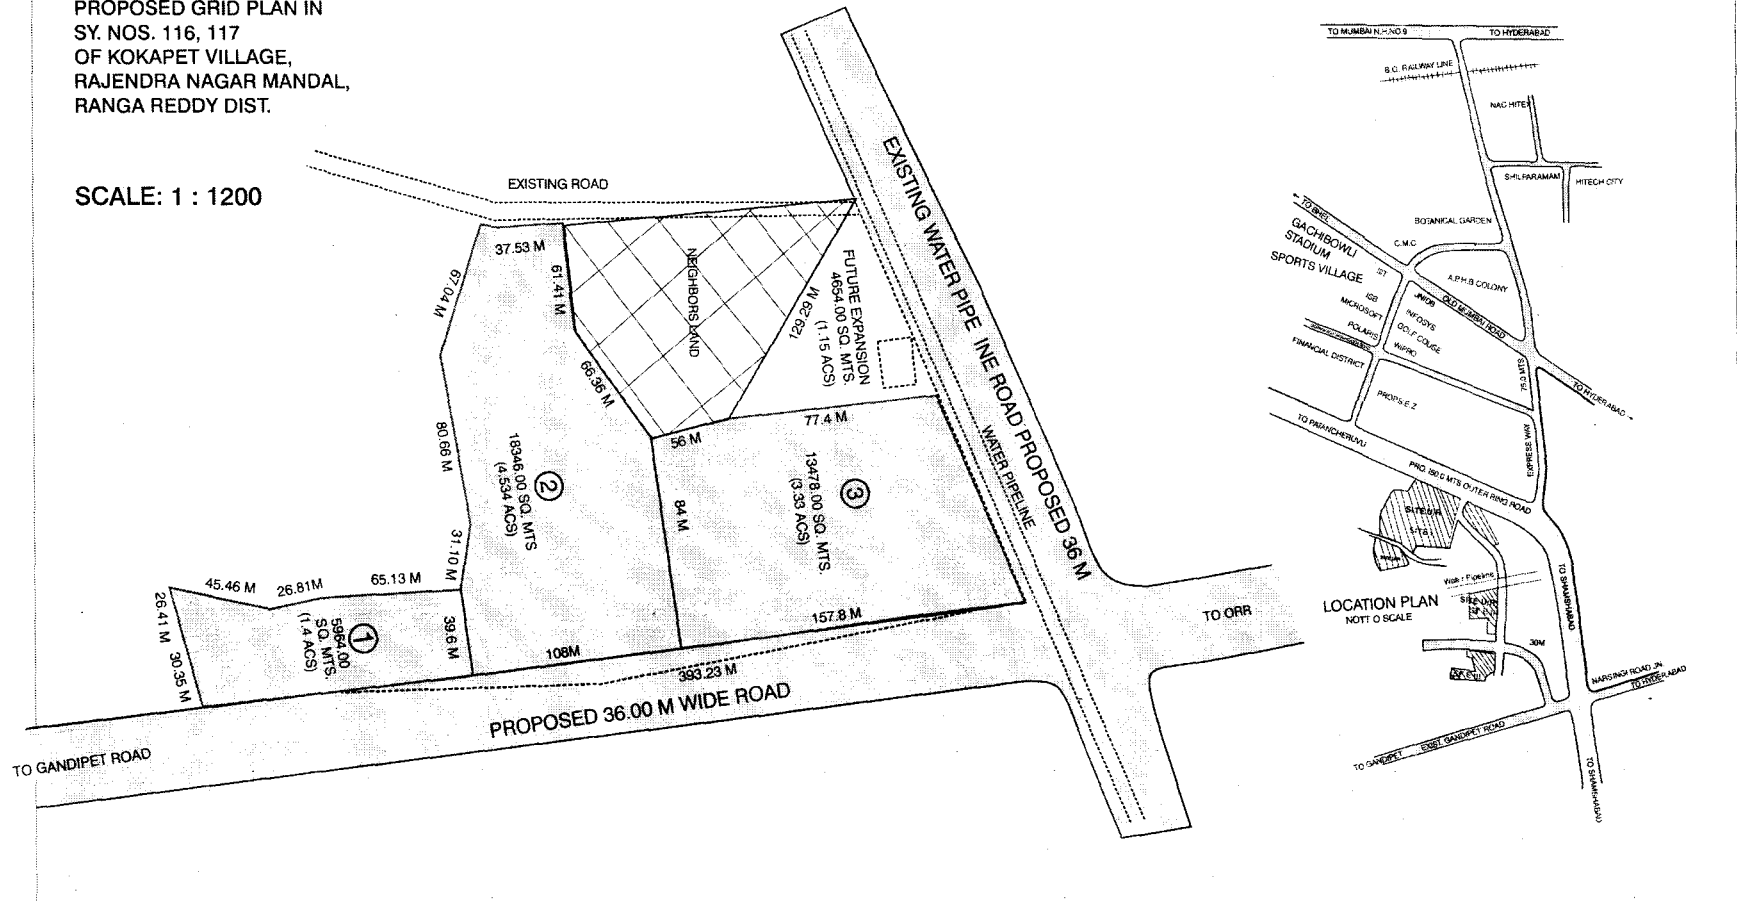 PROPOSED GRID PLAN IN
SY. NOS. 116, 117
OF KOKAPET VILLAGE,
RAJENDRA NAGAR MANDAL,
RANGA REDDY DIST.
SCALE: 1 : 1200
EXISTING ROAD
37.53 M
67.04 M
61.41 M
NEIGHBORS LAND
129.29 M
FUTURE EXPANSION
4654.00 SQ. MTS.
(1.15 ACS)
EXISTING WATER PIPE INE ROAD PROPOSED 36 M
WATER PIPELINE
66.36 M
56 M
77.4 M
80.66 M
2
18346.00 SQ. MTS
(4.534 ACS)
84 M
3
13478.00 SQ. MTS.
(3.33 ACS)
31.10 M
45.46 M
26.81M
65.13 M
26.41 M
30.35 M
1
5964.00
SQ. MTS.
(1.4 ACS)
39.6 M
108M
157.8 M
393.23 M
PROPOSED 36.00 M WIDE ROAD
TO GANDIPET ROAD
TO ORR
TO MUMBAI N.H.NO 9
TO HYDERABAD
B.G. RAILWAY LINE
NAC HITEX
SHILPARAMAM
HITECH CITY
TO BHEL
GACHIBOWLI
STADIUM
SPORTS VILLAGE
BOTANICAL GARDEN
C.M.C
A.P.H.B COLONY
OLD MUMBAI ROAD
ISB
MICROSOFT
POLARIS
INFOSYS
GOLF COUSE
WIPRO
FINANCIAL DISTRICT
75.0 MTS
EXPRESS WAY
TO HYDERABAD
PROP S E Z
TO PATANCHERUVU
PRO. 150.0 MTS OUTER RING ROAD
Water Pipeline
TO SHAMSHABAD
LOCATION PLAN
NOTT O SCALE
30M
NARSINGI ROAD JN
TO HYDERABAD
EXIST. GANDIPET ROAD
TO GANDIPET
TO SHAMSHABAD